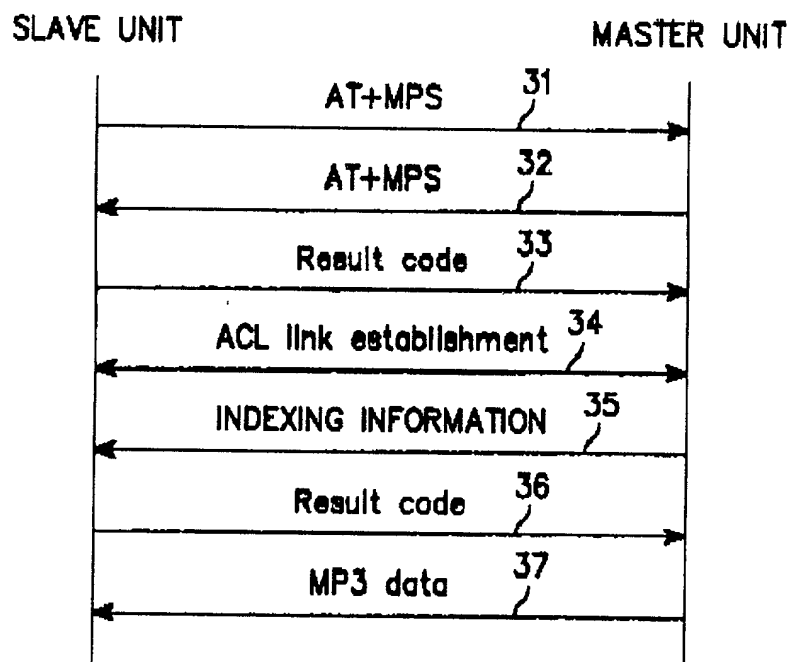 SLAVE UNIT
MASTER UNIT
AT+MPS 31
AT+MPS 32
Result code 33
ACL link establishment 34
INDEXING INFORMATION 35
Result code 36
MP3 data 37